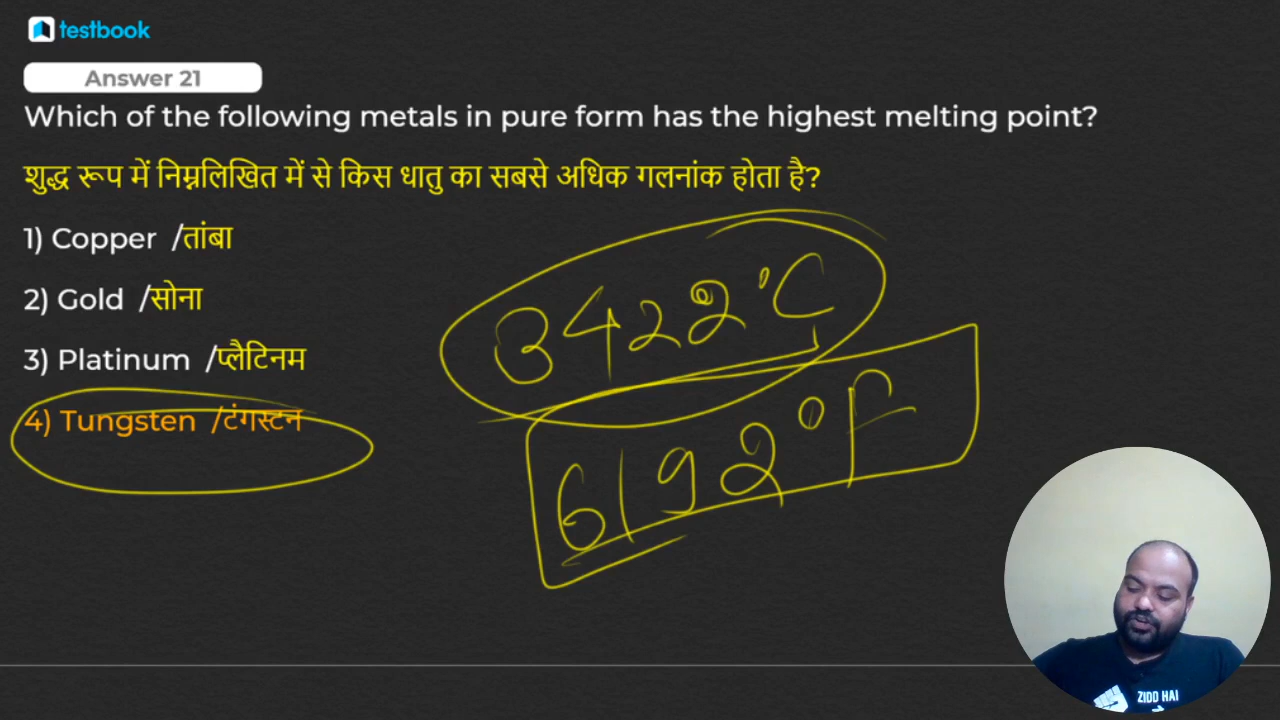 testbook
Answer 21
Which of the following metals in pure form has the highest melting point?
शुद्ध रूप में निम्नलिखित में से किस धातु का सबसे अधिक गलनांक होता है?
1) Copper /तांबा
2) Gold /सोना
3) Platinum /प्लैटिनम
4) Tungsten /टंगस्टन
3422°C
6192°F
ZIDD HAI